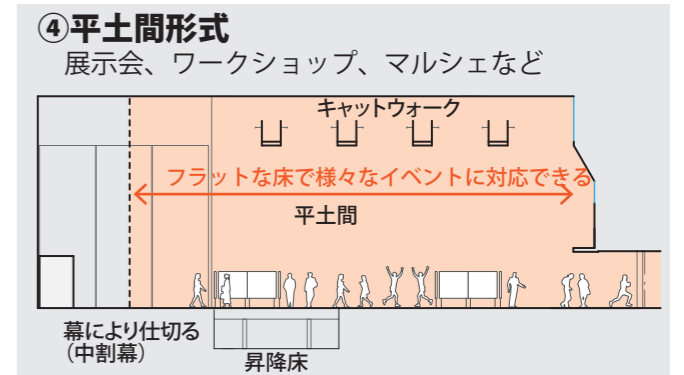 ④平土間形式
展示会、ワークショップ、マルシェなど
キャットウォーク
フラットな床で様々なイベントに対応できる
平土間
幕により仕切る
（中割幕）
昇降床